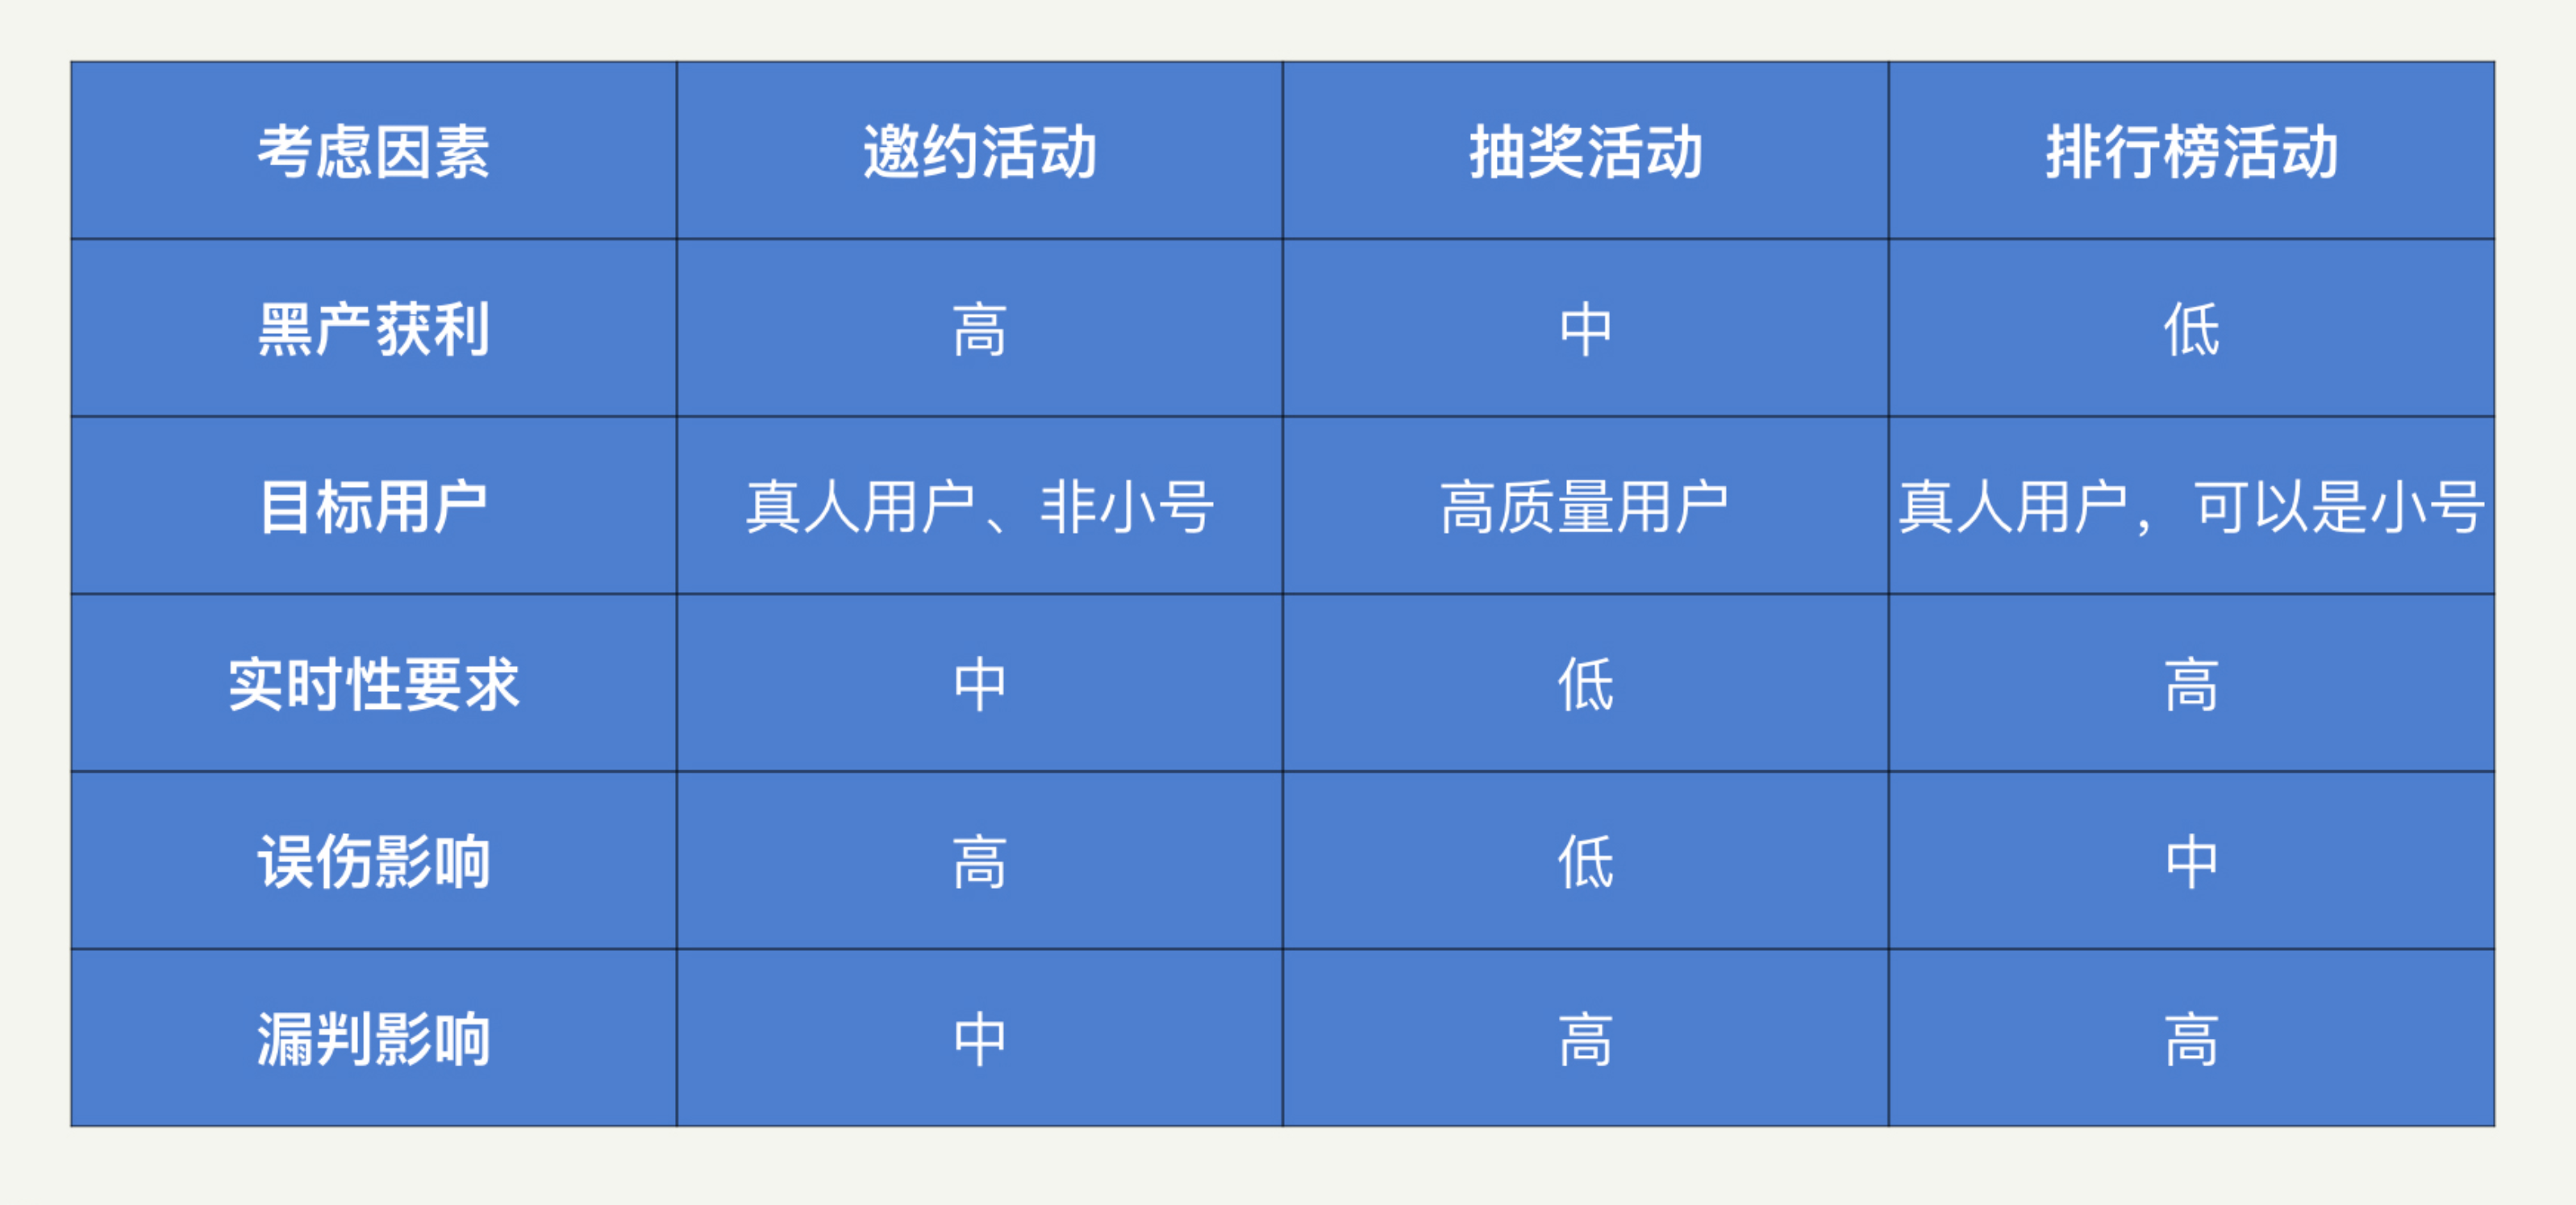 考虑因素 邀约活动 抽奖活动 排行榜活动
黑产获利 高 中 低
目标用户 真人用户、非小号 高质量用户 真人用户，可以是小号
实时性要求 中 低 高
误伤影响 高 低 中
漏判影响 中 高 高